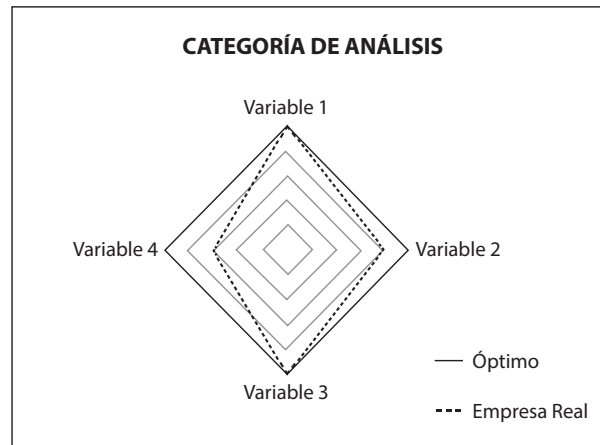 CATEGORÍA DE ANÁLISIS
Variable 1
Variable 4
Variable 2
Variable 3
Óptimo
Empresa Real